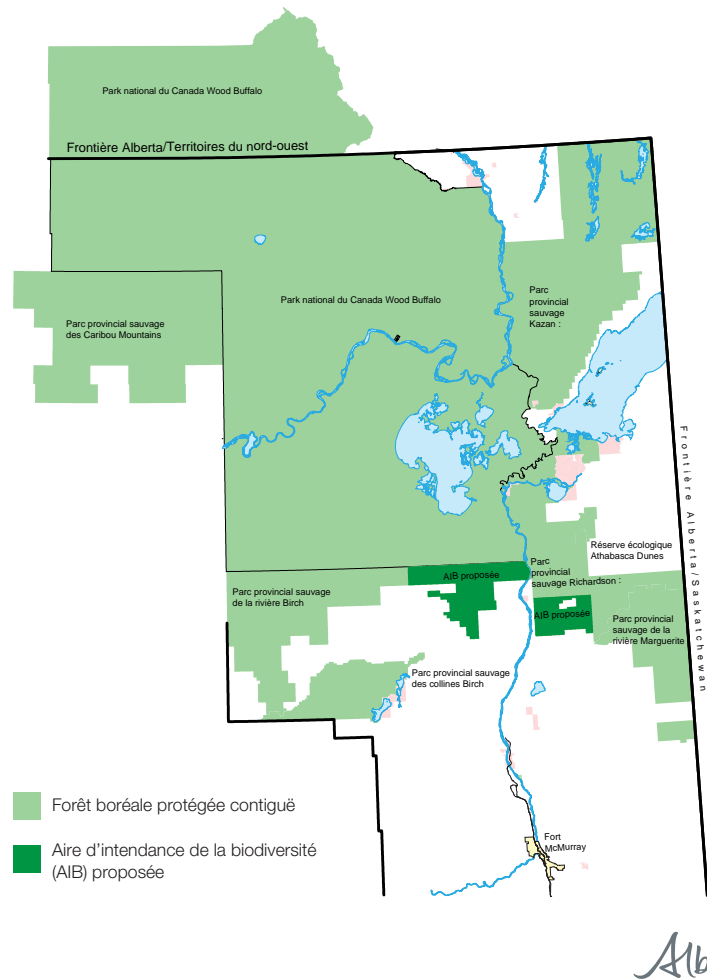 Park national du Canada Wood Buffalo
Frontière Alberta/Territoires du nord-ouest
Parc
provincial
sauvage
Kazan :
Park national du Canada Wood Buffalo
Parc provincial sauvage
des Caribou Mountains
Frontière Alberta/Saskatchewan
Réserve écologique
Athabasca Dunes
Parc
provincial
sauvage Richardson :
AIB proposée
Parc provincial sauvage
de la rivière Birch
AIB proposée
Parc provincial
sauvage de la
rivière Marguerite
Parc provincial sauvage
des collines Birch
Forêt boréale protégée contiguë
Fort
McMurray
Aire d'intendance de la biodiversité
(AIB) proposée
Alb